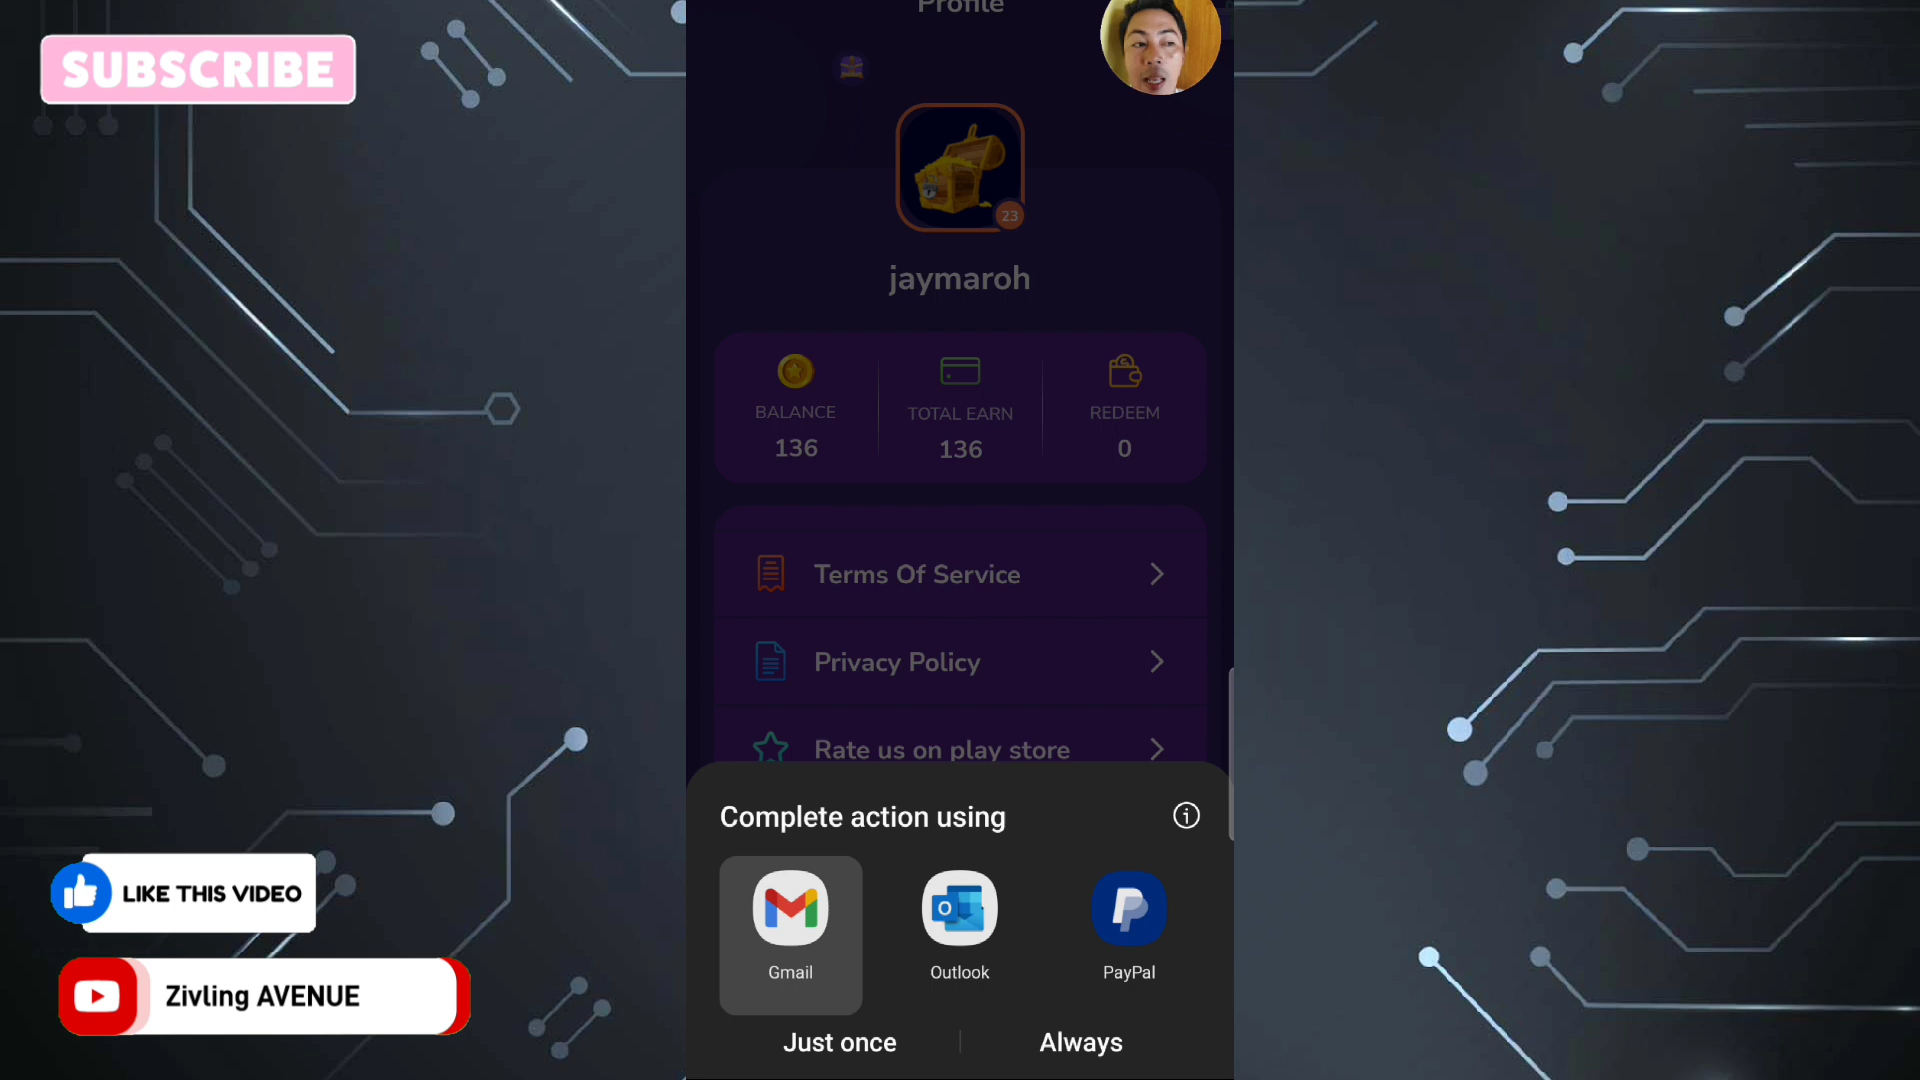 SUBSCRIBE
Profile
23
jaymaroh
BALANCE
136
TOTAL EARN
136
REDEEM
0
Terms Of Service
Privacy Policy
Rate us on play store
Complete action using
Gmail
Outlook
PayPal
Just once
Always
LIKE THIS VIDEO
Zivling AVENUE